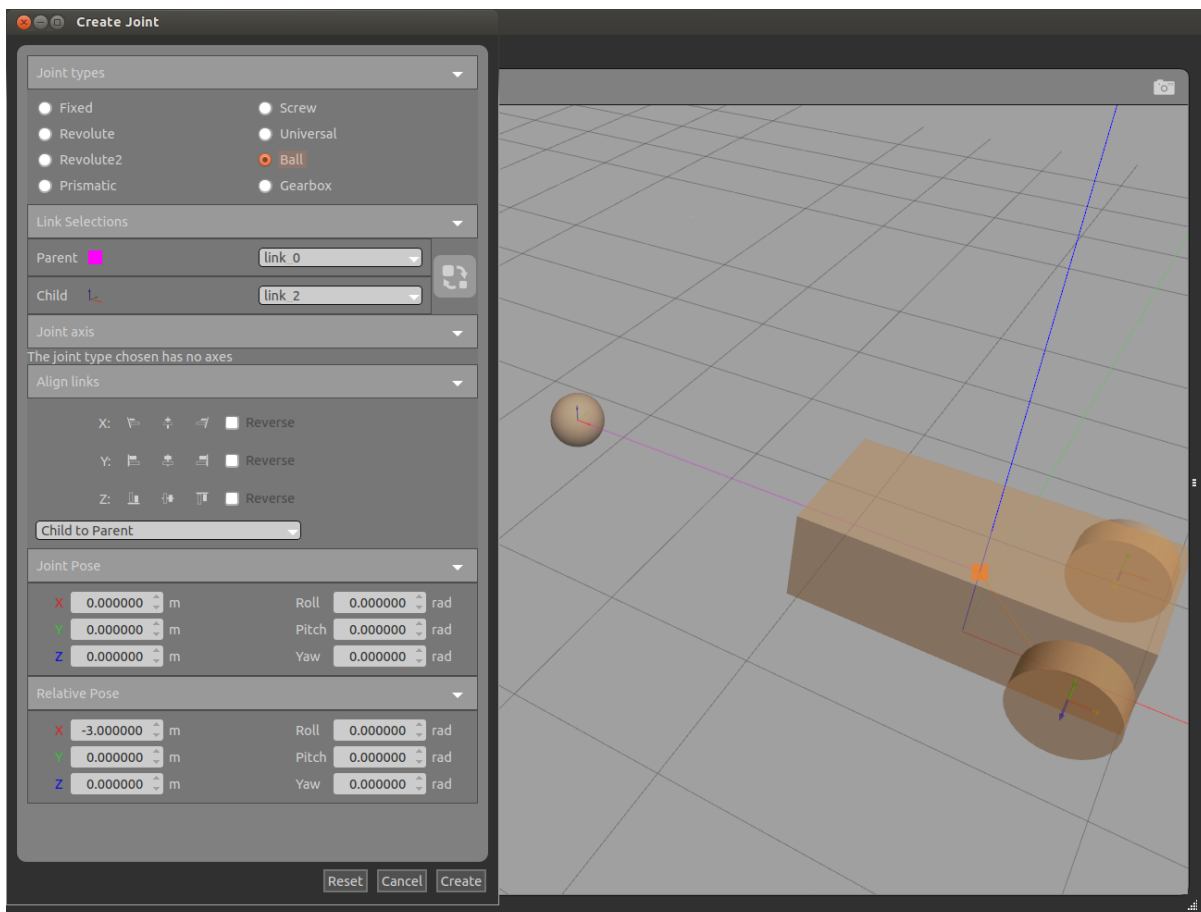 Create Joint
Joint types
Fixed Screw
Revolute Universal
Revolute2 Ball
Prismatic Gearbox
Link Selections
Parent link_0
Child link_2
Joint axis
The joint type chosen has no axes
Align links
X: Reverse
Y: Reverse
Z: Reverse
Child to Parent
Joint Pose
X 0.000000 m Roll 0.000000 rad
Y 0.000000 m Pitch 0.000000 rad
Z 0.000000 m Yaw 0.000000 rad
Relative Pose
X -3.000000 m Roll 0.000000 rad
Y 0.000000 m Pitch 0.000000 rad
Z 0.000000 m Yaw 0.000000 rad
Reset Cancel Create